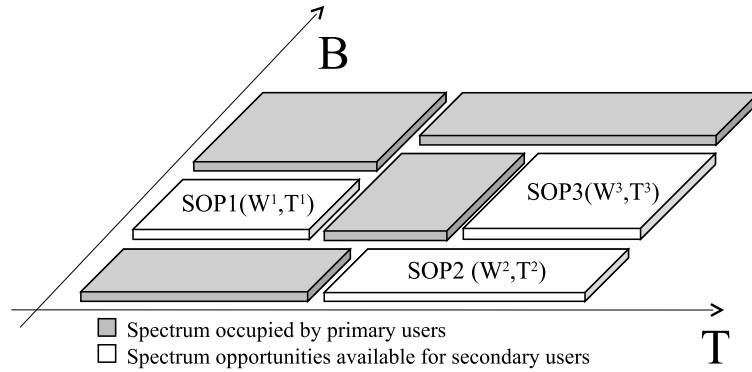 B
SOP1(W¹,T¹)
SOP3(W³,T³)
SOP2 (W²,T²)
Spectrum occupied by primary users
Spectrum opportunities available for secondary users
T